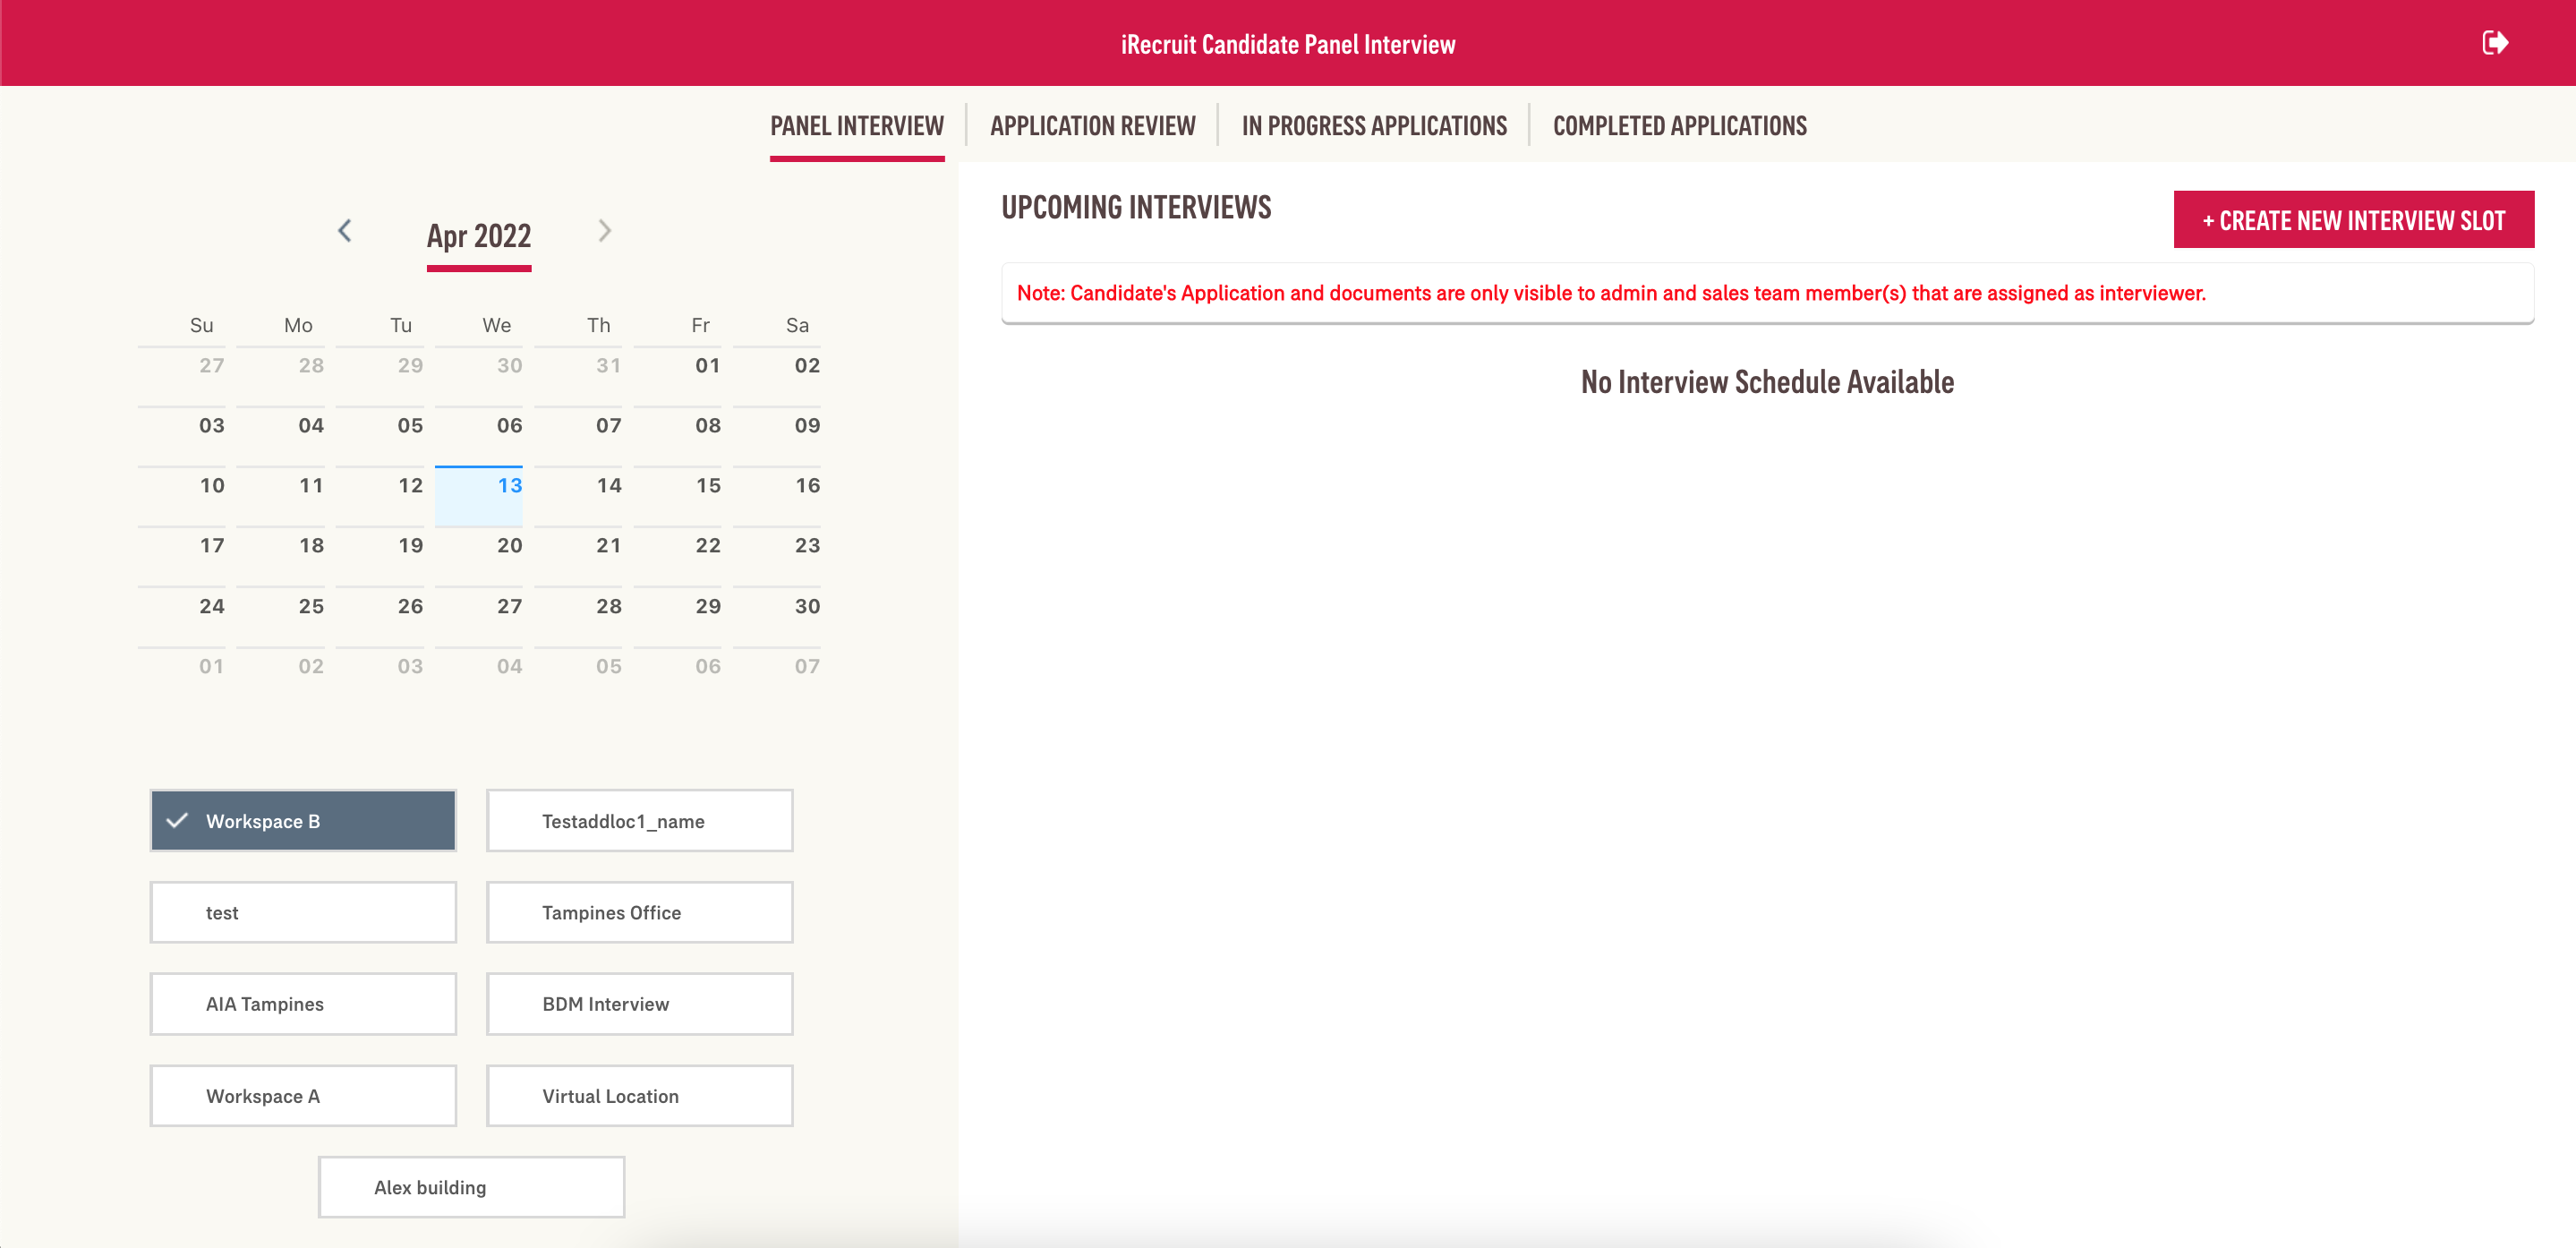 iRecruit Candidate Panel Interview
PANEL INTERVIEW
APPLICATION REVIEW
IN PROGRESS APPLICATIONS
COMPLETED APPLICATIONS
Apr 2022
Su Mo Tu We Th Fr Sa
27 28 29 30 31 01 02
03 04 05 06 07 08 09
10 11 12 13 14 15 16
17 18 19 20 21 22 23
24 25 26 27 28 29 30
01 02 03 04 05 06 07
Workspace B
Testaddloc1_name
test
Tampines Office
AIA Tampines
BDM Interview
Workspace A
Virtual Location
Alex building
UPCOMING INTERVIEWS
+ CREATE NEW INTERVIEW SLOT
Note: Candidate's Application and documents are only visible to admin and sales team member(s) that are assigned as interviewer.
No Interview Schedule Available